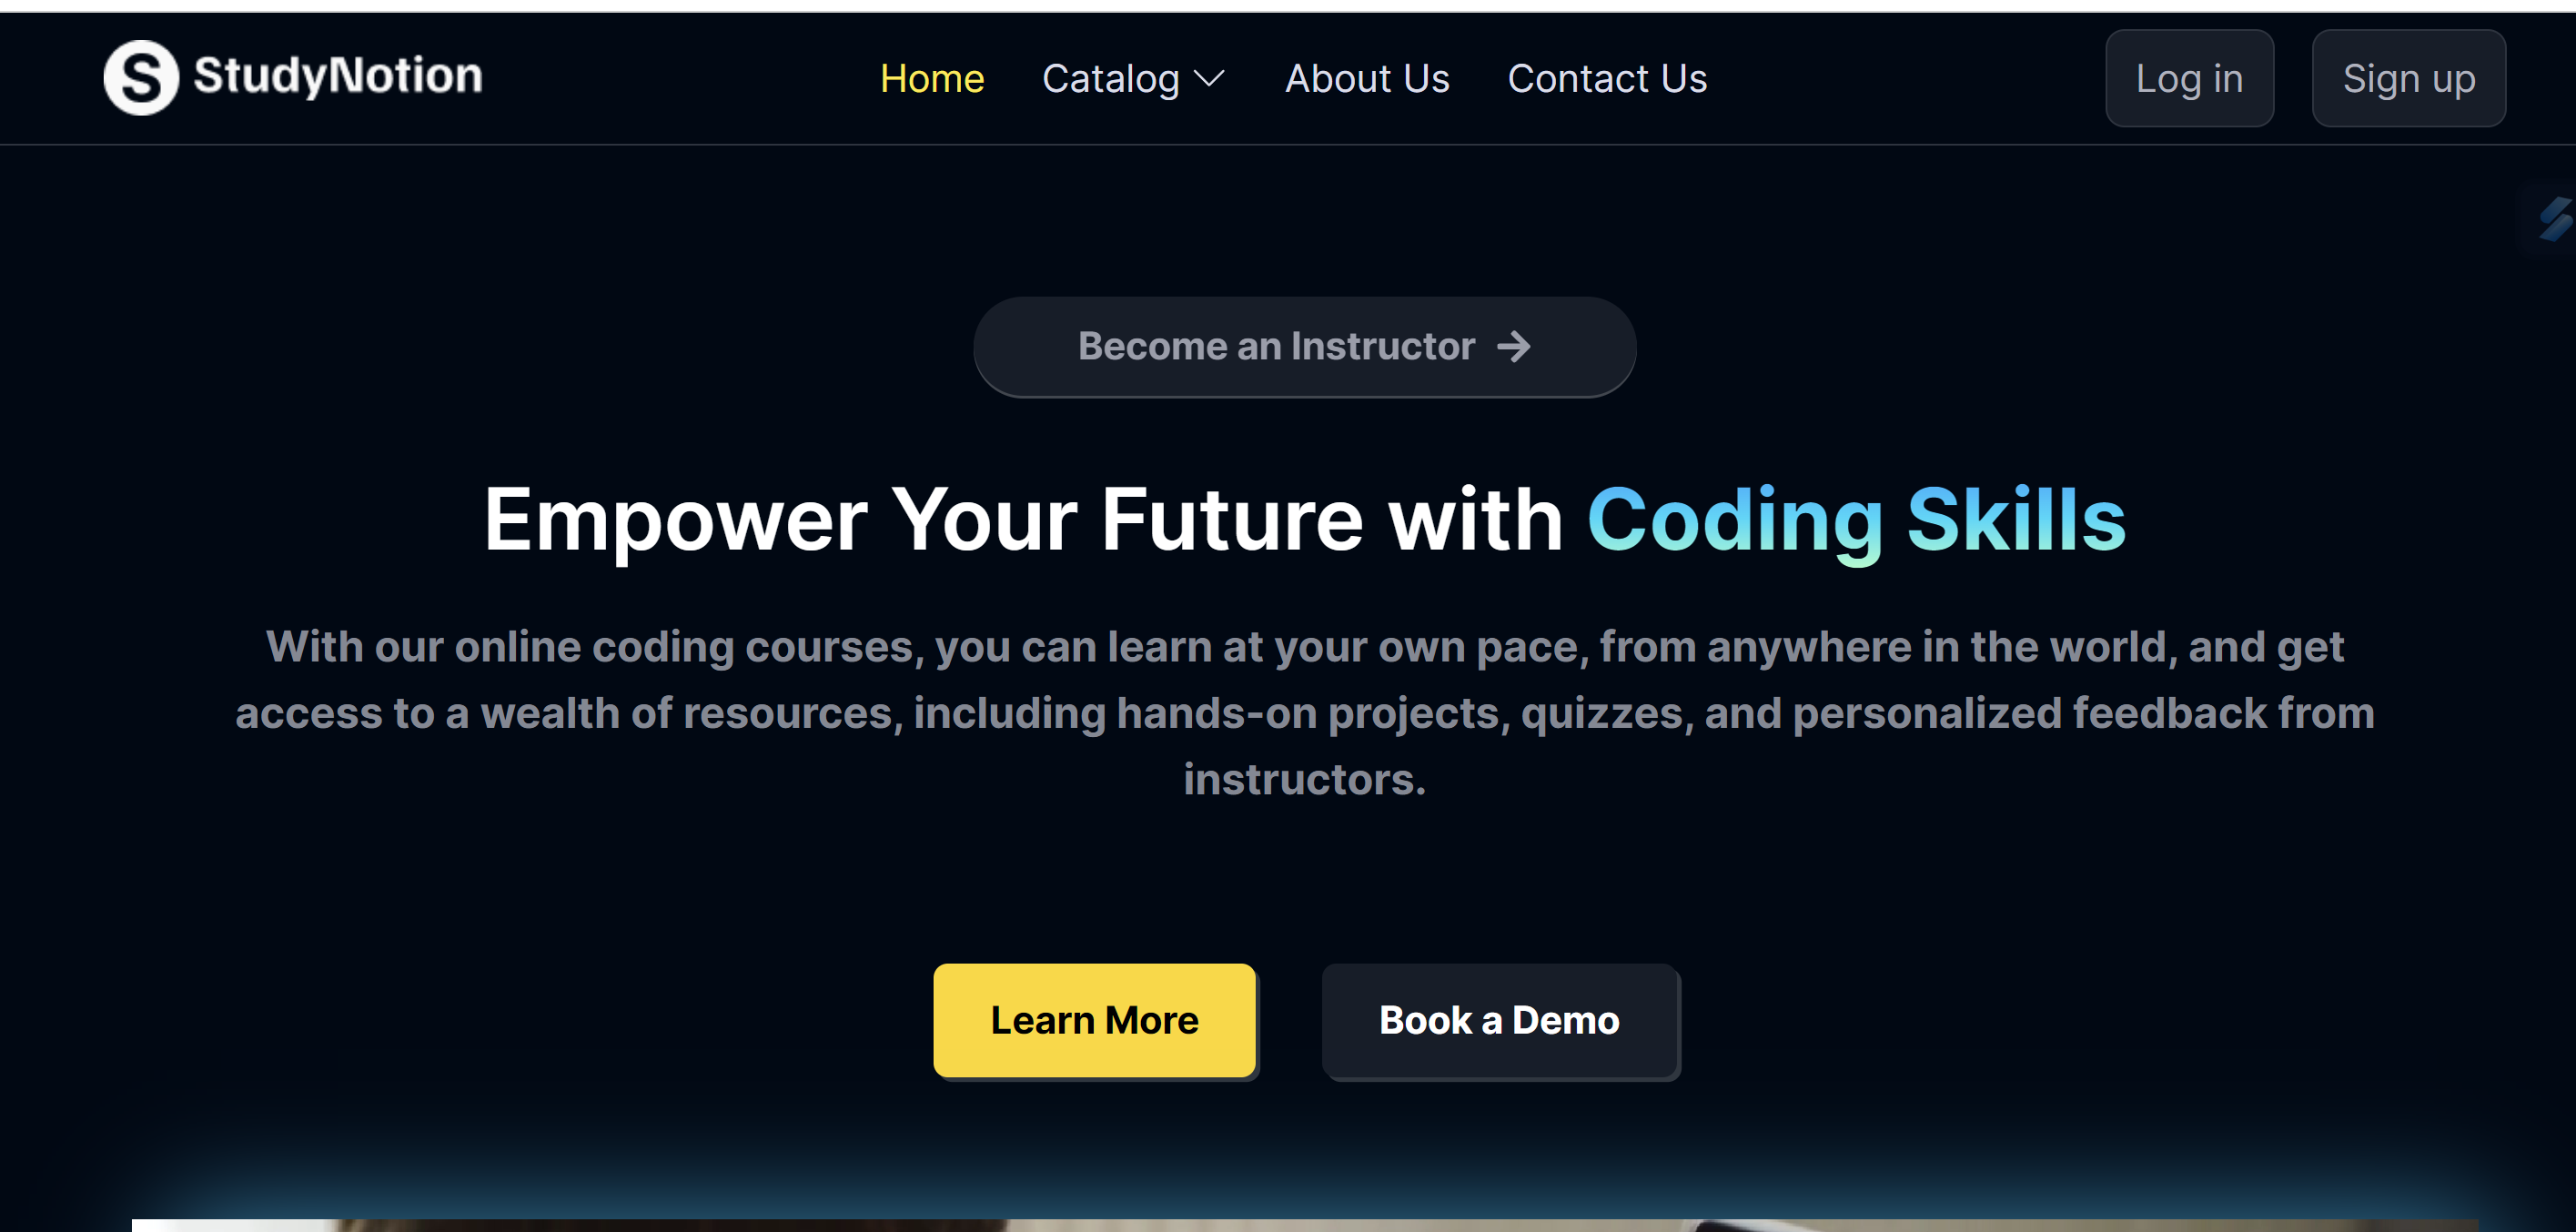 StudyNotion
Home Catalog About Us Contact Us
Log in Sign up
Become an Instructor
Empower Your Future with Coding Skills
With our online coding courses, you can learn at your own pace, from anywhere in the world, and get
access to a wealth of resources, including hands-on projects, quizzes, and personalized feedback from
instructors.
Learn More Book a Demo